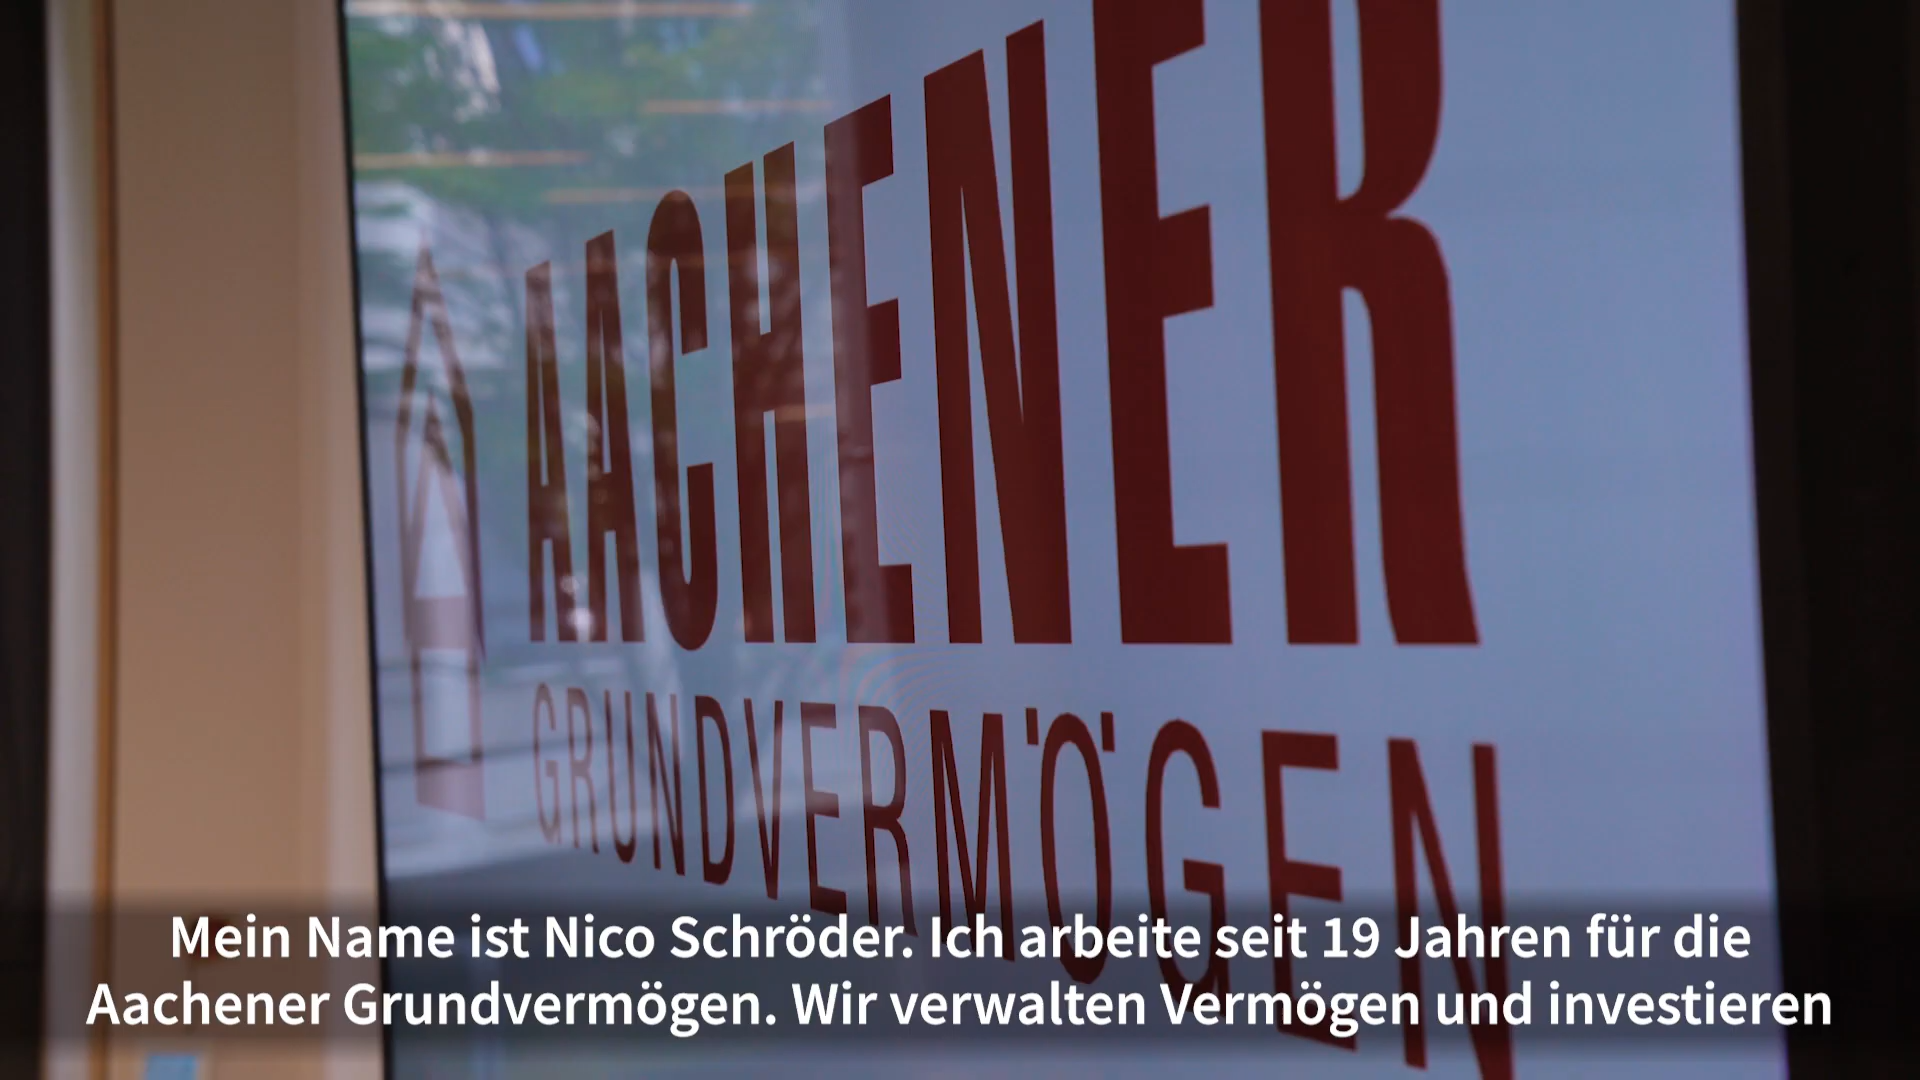 AACHENER
GRUNDVERMÖGEN
Mein Name ist Nico Schröder. Ich arbeite seit 19 Jahren für die
Aachener Grundvermögen. Wir verwalten Vermögen und investieren